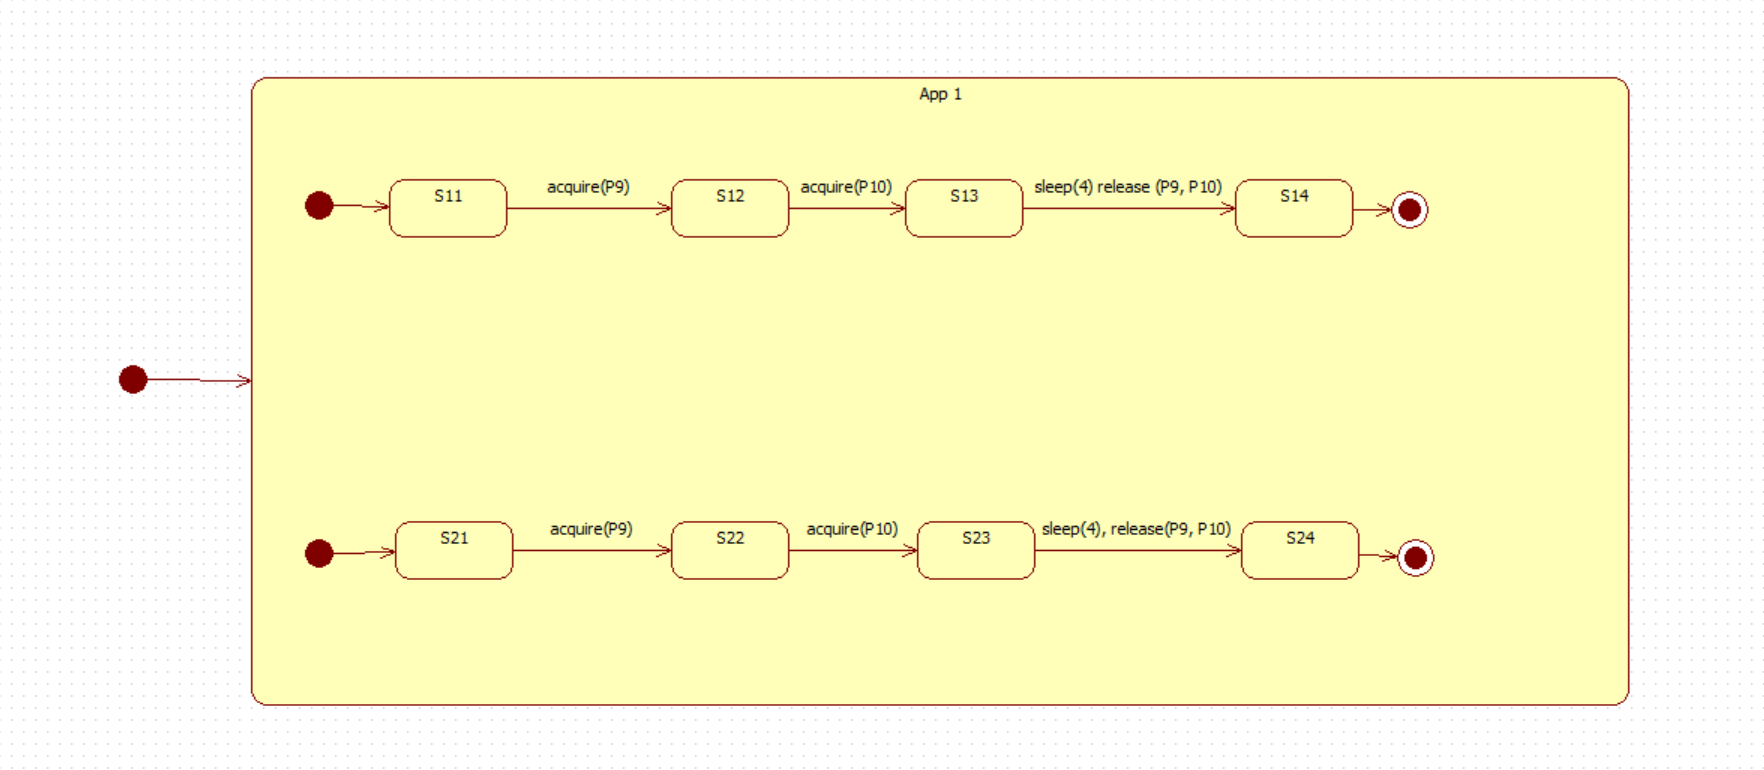 App 1
acquire(P9)
acquire(P10)
sleep(4) release (P9, P10)
S11
S12
S13
S14
acquire(P9)
acquire(P10)
sleep(4), release(P9, P10)
S21
S22
S23
S24